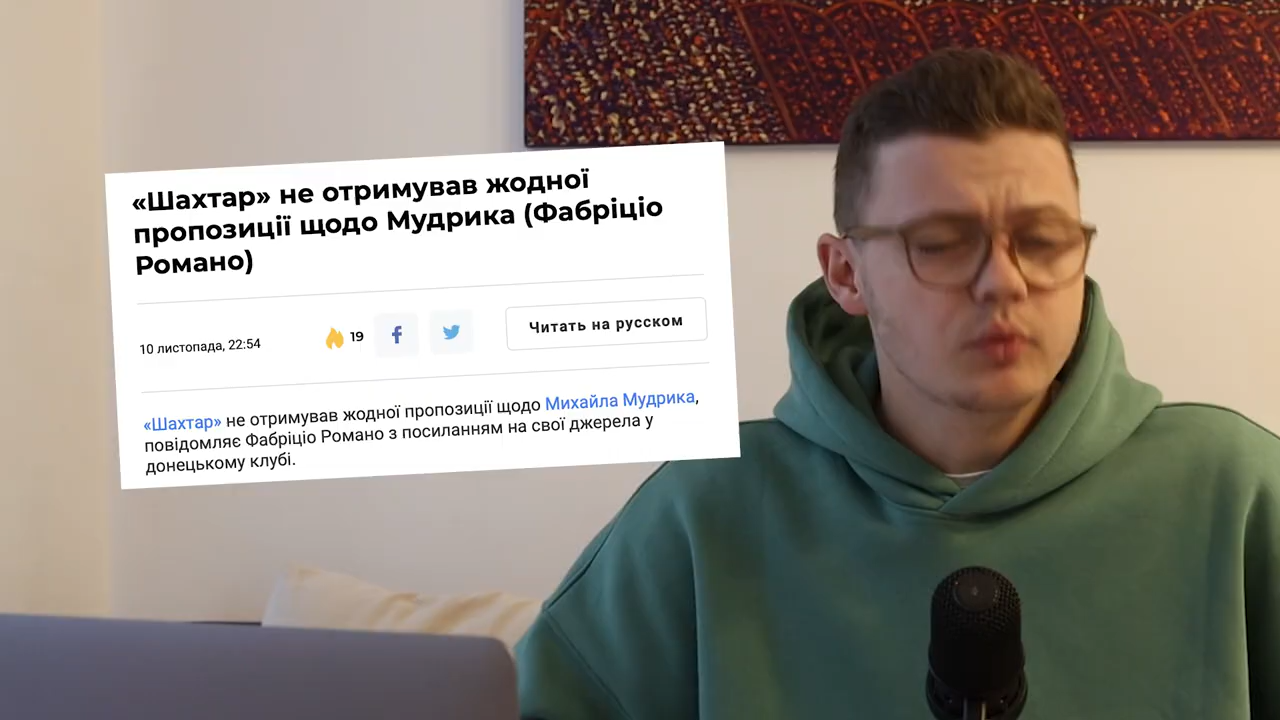 «Шахтар» не отримував жодної
пропозиції щодо Мудрика (Фабріціо
Романо)
10 листопада, 22:54
19
Читать на русском
«Шахтар» не отримував жодної пропозиції щодо Михайла Мудрика,
повідомляє Фабріціо Романо з посиланням на свої джерела у
донецькому клубі.